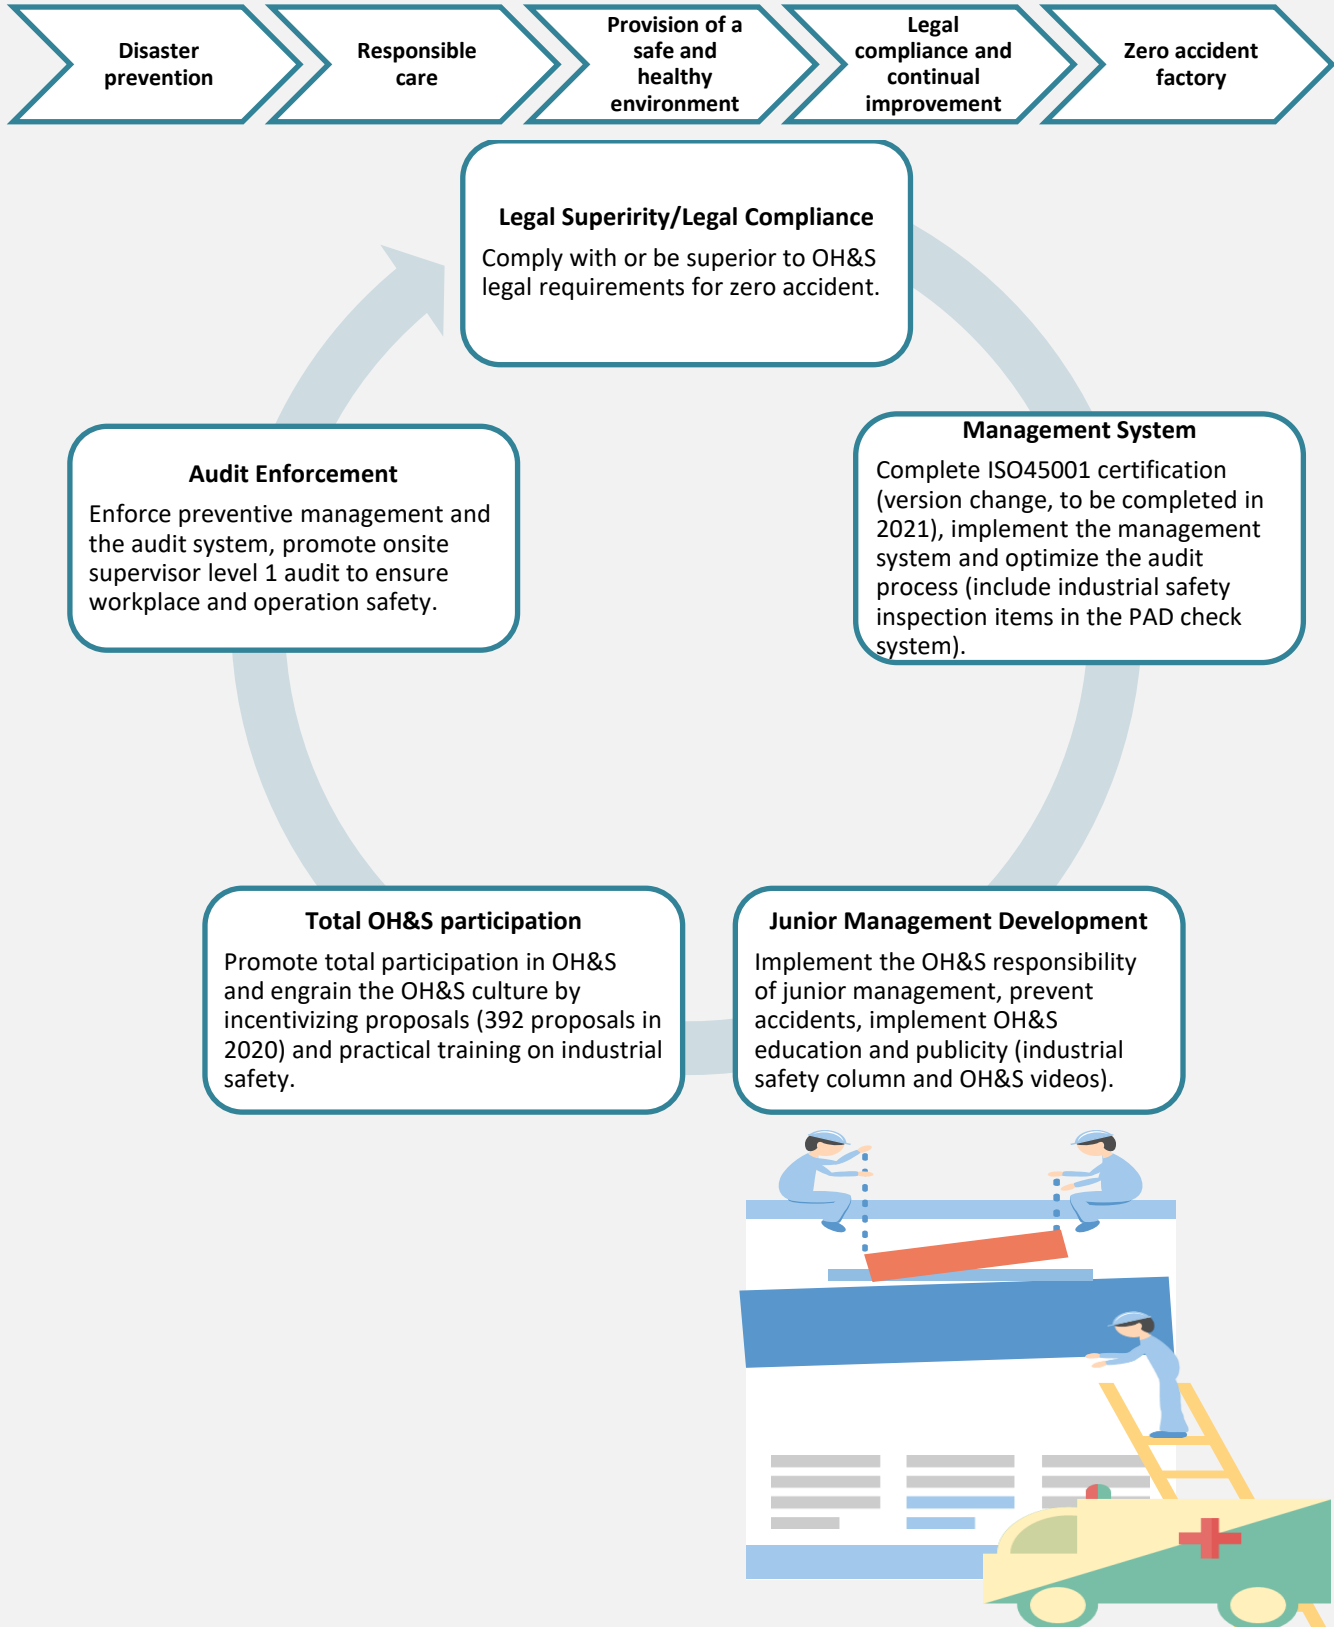 Disaster
prevention
Responsible
care
Provision of a
safe and
healthy
environment
Legal
compliance and
continual
improvement
Zero accident
factory
Legal Superirity/Legal Compliance
Comply with or be superior to OH&S
legal requirements for zero accident.
Management System
Complete ISO45001 certification
(version change, to be completed in
2021), implement the management
system and optimize the audit
process (include industrial safety
inspection items in the PAD check
system).
Junior Management Development
Implement the OH&S responsibility
of junior management, prevent
accidents, implement OH&S
education and publicity (industrial
safety column and OH&S videos).
Total OH&S participation
Promote total participation in OH&S
and engrain the OH&S culture by
incentivizing proposals (392 proposals in
2020) and practical training on industrial
safety.
Audit Enforcement
Enforce preventive management and
the audit system, promote onsite
supervisor level 1 audit to ensure
workplace and operation safety.